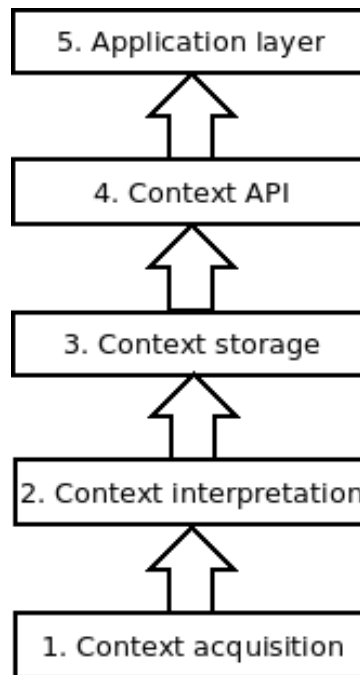 5. Application layer
4. Context API
3. Context storage
2. Context interpretation
1. Context acquisition